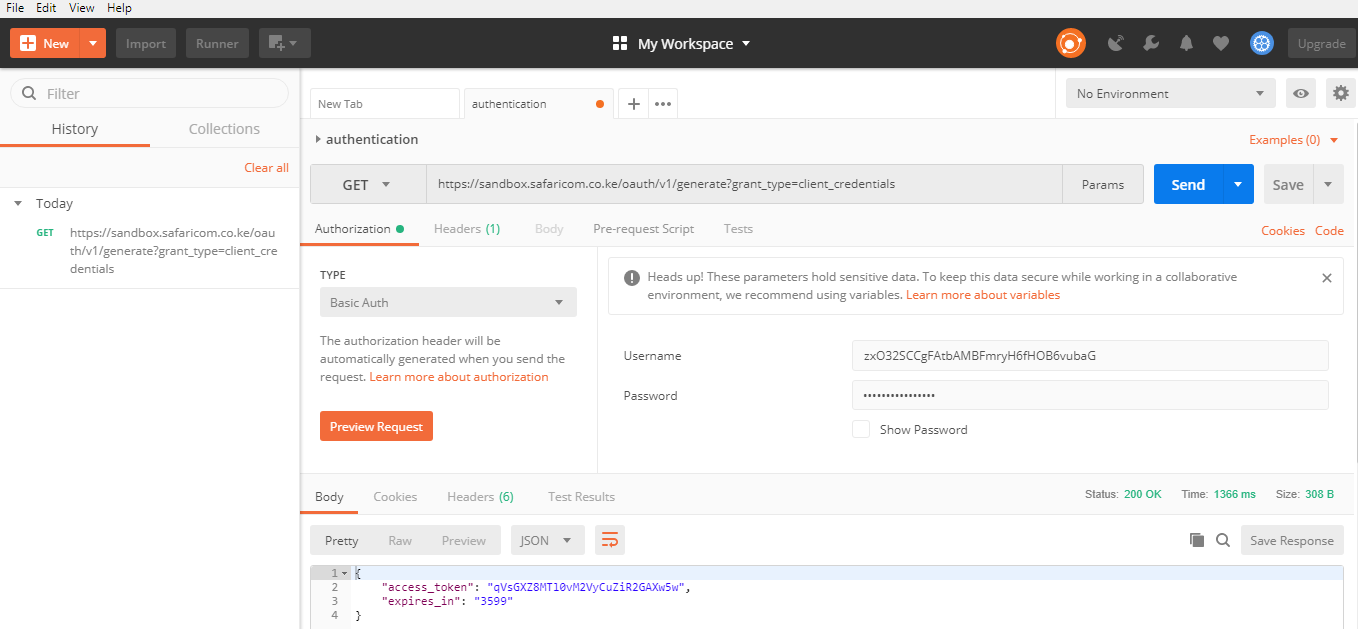 File Edit View Help
New Import Runner My Workspace Upgrade
Filter
History Collections
Clear all
Today
GET https://sandbox.safaricom.co.ke/oau
th/v1/generate?grant_type=client_cre
dentials
New Tab authentication No Environment
authentication Examples (0)
GET https://sandbox.safaricom.co.ke/oauth/v1/generate?grant_type=client_credentials Params Send Save
Authorization Headers (1) Body Pre-request Script Tests Cookies Code
TYPE
Basic Auth
The authorization header will be
automatically generated when you send the
request. Learn more about authorization
Preview Request
Heads up! These parameters hold sensitive data. To keep this data secure while working in a collaborative
environment, we recommend using variables. Learn more about variables
Username zxO32SCCgFAtbAMBFmryH6fHOB6vubaG
Password ••••••••••••••••
Show Password
Body Cookies Headers (6) Test Results Status: 200 OK Time: 1366 ms Size: 308 B
Pretty Raw Preview JSON Save Response
1 {
2 "access_token": "qVsGXZ8MTl0vM2VyCuZiR2GAXw5w",
3 "expires_in": "3599"
4 }